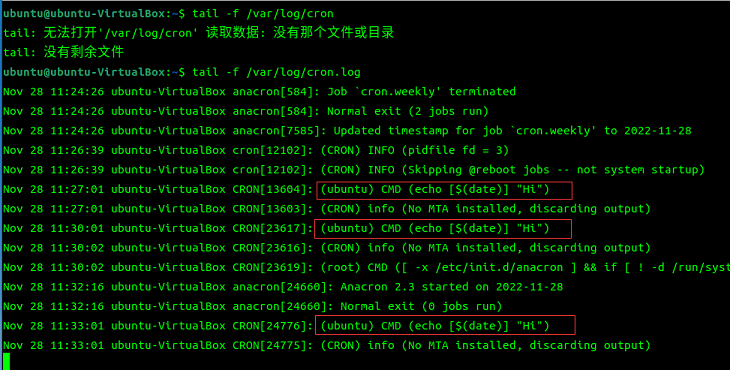 ubuntu@ubuntu-VirtualBox:~$ tail -f /var/log/cron
tail: 无法打开'/var/log/cron' 读取数据: 没有那个文件或目录
tail: 没有剩余文件
ubuntu@ubuntu-VirtualBox:~$ tail -f /var/log/cron.log
Nov 28 11:24:26 ubuntu-VirtualBox anacron[584]: Job `cron.weekly' terminated
Nov 28 11:24:26 ubuntu-VirtualBox anacron[584]: Normal exit (2 jobs run)
Nov 28 11:24:26 ubuntu-VirtualBox anacron[7585]: Updated timestamp for job `cron.weekly' to 2022-11-28
Nov 28 11:26:39 ubuntu-VirtualBox cron[12102]: (CRON) INFO (pidfile fd = 3)
Nov 28 11:26:39 ubuntu-VirtualBox cron[12102]: (CRON) INFO (Skipping @reboot jobs -- not system startup)
Nov 28 11:27:01 ubuntu-VirtualBox CRON[13604]: (ubuntu) CMD (echo [$(date)] "Hi")
Nov 28 11:27:01 ubuntu-VirtualBox CRON[13603]: (CRON) info (No MTA installed, discarding output)
Nov 28 11:30:01 ubuntu-VirtualBox CRON[23617]: (ubuntu) CMD (echo [$(date)] "Hi")
Nov 28 11:30:02 ubuntu-VirtualBox CRON[23616]: (CRON) info (No MTA installed, discarding output)
Nov 28 11:30:02 ubuntu-VirtualBox CRON[23619]: (root) CMD ([ -x /etc/init.d/anacron ] && if [ ! -d /run/syst
Nov 28 11:32:16 ubuntu-VirtualBox anacron[24660]: Anacron 2.3 started on 2022-11-28
Nov 28 11:32:16 ubuntu-VirtualBox anacron[24660]: Normal exit (0 jobs run)
Nov 28 11:33:01 ubuntu-VirtualBox CRON[24776]: (ubuntu) CMD (echo [$(date)] "Hi")
Nov 28 11:33:01 ubuntu-VirtualBox CRON[24775]: (CRON) info (No MTA installed, discarding output)